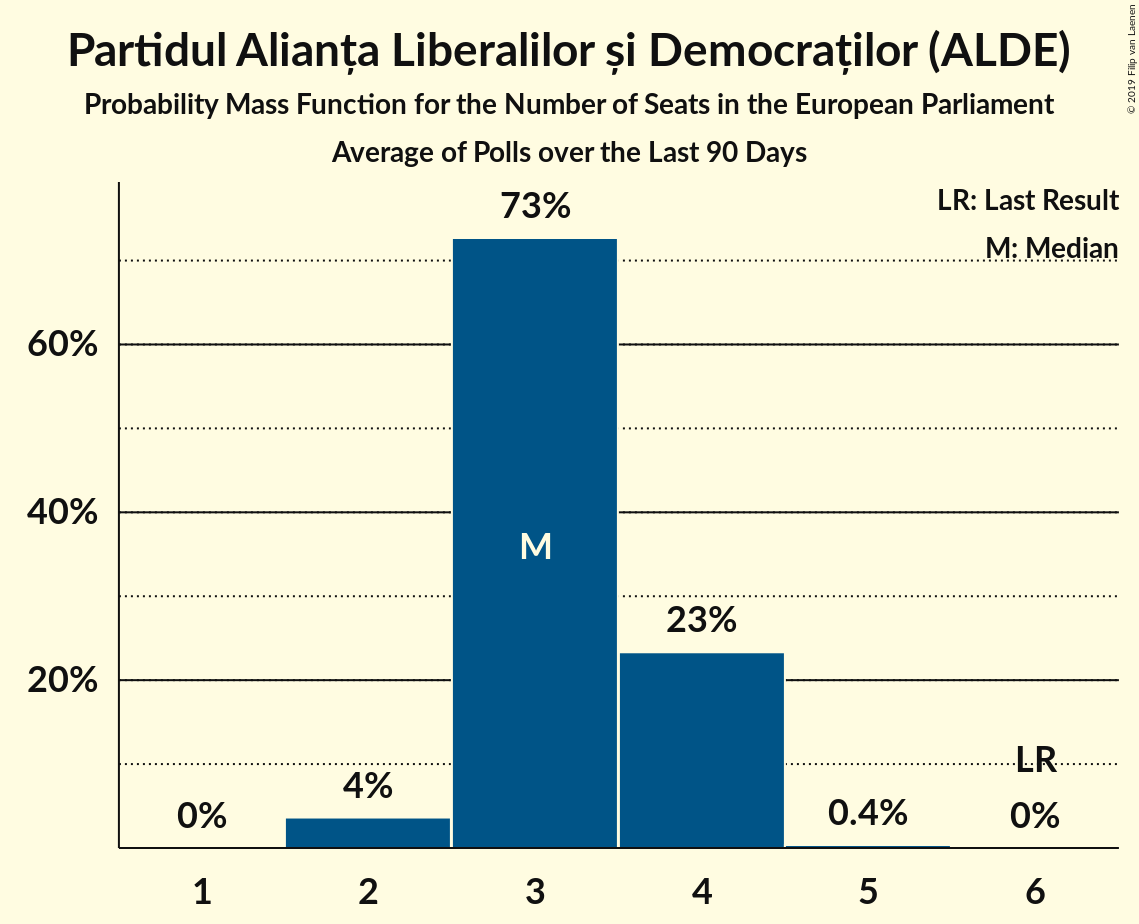 Partidul Alianța Liberalilor și Democraților (ALDE)
Probability Mass Function for the Number of Seats in the European Parliament
Average of Polls over the Last 90 Days
© 2019 Filip van Laenen
LR: Last Result
M: Median
73%
60%
40%
M
23%
20%
LR
4%
0%
0.4%
0%
1 2 3 4 5 6